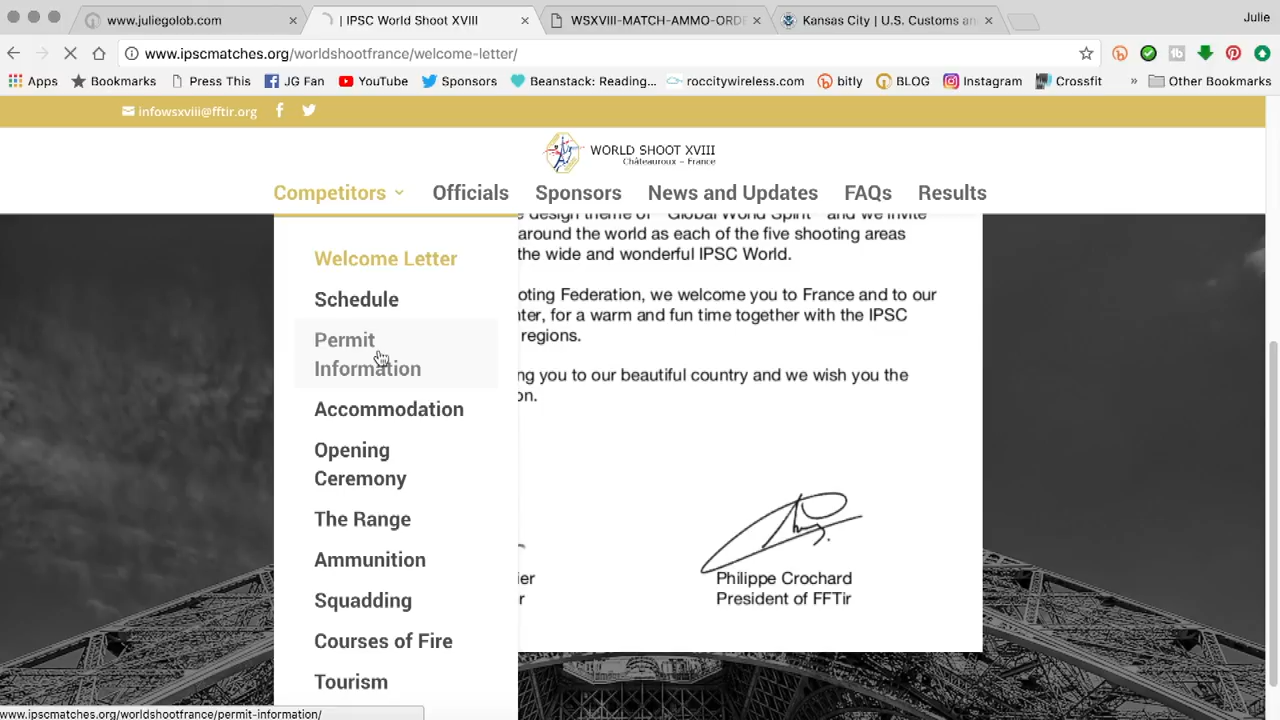 www.juliegolob.com
| IPSC World Shoot XVIII
WSXVIII-MATCH-AMMO-ORDE
Kansas City | U.S. Customs an
Julie
www.ipscmatches.org/worldshootfrance/welcome-letter/
Apps Bookmarks Press This JG Fan YouTube Sponsors Beanstack: Reading... roccitywireless.com bitly BLOG Instagram Crossfit » Other Bookmarks
infowsxviii@fftir.org
WORLD SHOOT XVIII
Châteauroux - France
Competitors Officials Sponsors News and Updates FAQs Results
e design theme of "Global World Spirit" and we invite
around the world as each of the five shooting areas
the wide and wonderful IPSC World.
oting Federation, we welcome you to France and to our
nter, for a warm and fun time together with the IPSC
regions.
ng you to our beautiful country and we wish you the
on.
Welcome Letter
Schedule
Permit
Information
Accommodation
Opening
Ceremony
The Range
Ammunition
Squadding
Courses of Fire
Tourism
ier
r
Philippe Crochard
President of FFTir
www.ipscmatches.org/worldshootfrance/permit-information/